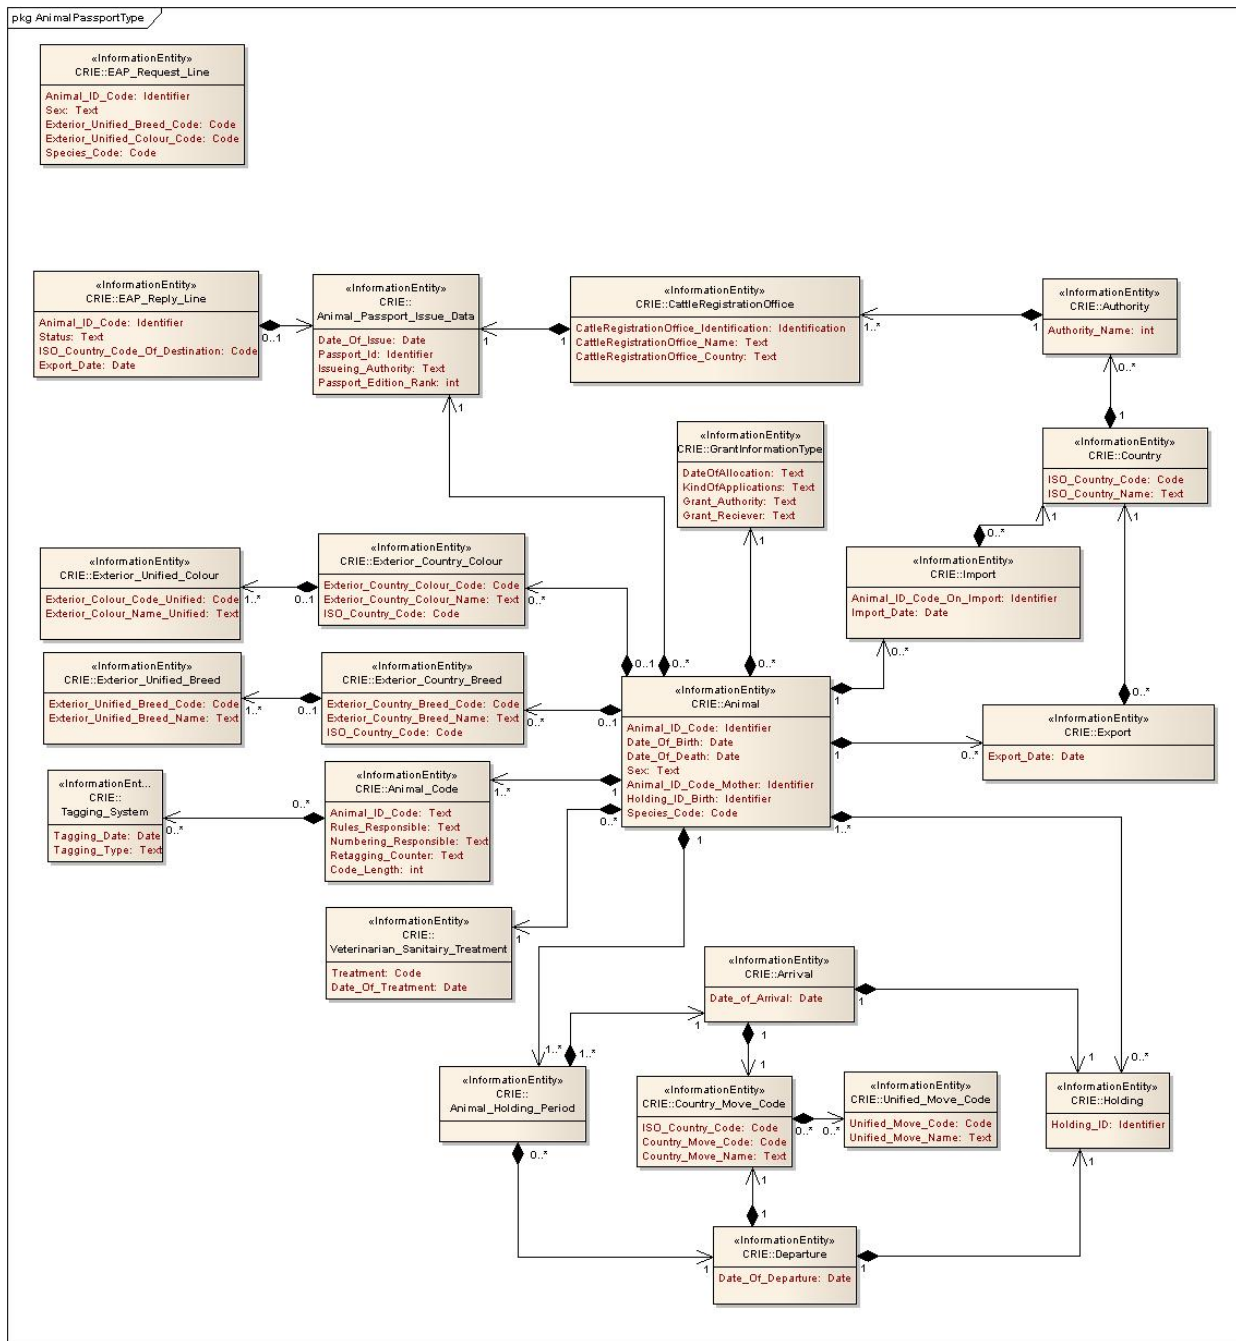 pkg AnimalPassportType
«InformationEntity»
CRIE::EAP_Request_Line
Animal_ID_Code: Identifier
Sex: Text
Exterior_Unified_Breed_Code: Code
Exterior_Unified_Colour_Code: Code
Species_Code: Code
«InformationEntity»
CRIE::EAP_Reply_Line
Animal_ID_Code: Identifier
Status: Text
ISO_Country_Code_Of_Destination: Code
Export_Date: Date
0..1
«InformationEntity»
CRIE::
Animal_Passport_Issue_Data
Date_Of_Issue: Date
Passport_Id: Identifier
Issueing_Authority: Text
Passport_Edition_Rank: int
1
1
1
«InformationEntity»
CRIE::CattleRegistrationOffice
CatleRegistrationOffice_Identification: Identification
CattleRegistrationOffice_Name: Text
CattleRegistrationOffice_Country: Text
1..*
1
«InformationEntity»
CRIE::Authority
Authority_Name: int
0..*
1
«InformationEntity»
CRIE::GrantInformationType
DateOfAllocation: Text
KindOfApplications: Text
Grant_Authority: Text
Grant_Reciever: Text
1
«InformationEntity»
CRIE::Country
ISO_Country_Code: Code
ISO_Country_Name: Text
1
1
0..*
«InformationEntity»
CRIE::Exterior_Unified_Colour
Exterior_Colour_Code_Unified: Code
Exterior_Colour_Name_Unified: Text
1..*
0..1
«InformationEntity»
CRIE::Exterior_Country_Colour
Exterior_Country_Colour_Code: Code
Exterior_Country_Colour_Name: Text
ISO_Country_Code: Code
0..*
«InformationEntity»
CRIE::Import
Animal_ID_Code_On_Import: Identifier
Import_Date: Date
0..*
«InformationEntity»
CRIE::Exterior_Unified_Breed
Exterior_Unified_Breed_Code: Code
Exterior_Unified_Breed_Name: Text
1..*
0..1
«InformationEntity»
CRIE::Exterior_Country_Breed
Exterior_Country_Breed_Code: Code
Exterior_Country_Breed_Name: Text
ISO_Country_Code: Code
0..*
0..1
0..1
0..*
0..*
«InformationEntity»
CRIE::Animal
Animal_ID_Code: Identifier
Date_Of_Birth: Date
Date_Of_Death: Date
Sex: Text
Animal_ID_Code_Mother: Identifier
Holding_ID_Birth: Identifier
Species_Code: Code
1
1
0..*
0..*
«InformationEntity»
CRIE::Export
Export_Date: Date
«InformationEnt...
CRIE::
Tagging_System
Tagging_Date: Date
Tagging_Type: Text
0..*
0..*
«InformationEntity»
CRIE::Animal_Code
Animal_ID_Code: Text
Rules_Responsible: Text
Numbering_Responsible: Text
Retagging_Counter: Text
Code_Length: int
1..*
1
0..*
1
1..*
«InformationEntity»
CRIE::
Veterinarian_Sanitairy_Treatment
Treatment: Code
Date_Of_Treatment: Date
1
«InformationEntity»
CRIE::Arrival
Date_of_Arrival: Date
1
1
1
1..*
1..*
«InformationEntity»
CRIE::
Animal_Holding_Period
0..*
1
«InformationEntity»
CRIE::Country_Move_Code
ISO_Country_Code: Code
Country_Move_Code: Code
Country_Move_Name: Text
0..*
0..*
«InformationEntity»
CRIE::Unified_Move_Code
Unified_Move_Code: Code
Unified_Move_Name: Text
1
0..*
«InformationEntity»
CRIE::Holding
Holding_ID: Identifier
1
1
1
1
«InformationEntity»
CRIE::Departure
Date_Of_Departure: Date
1